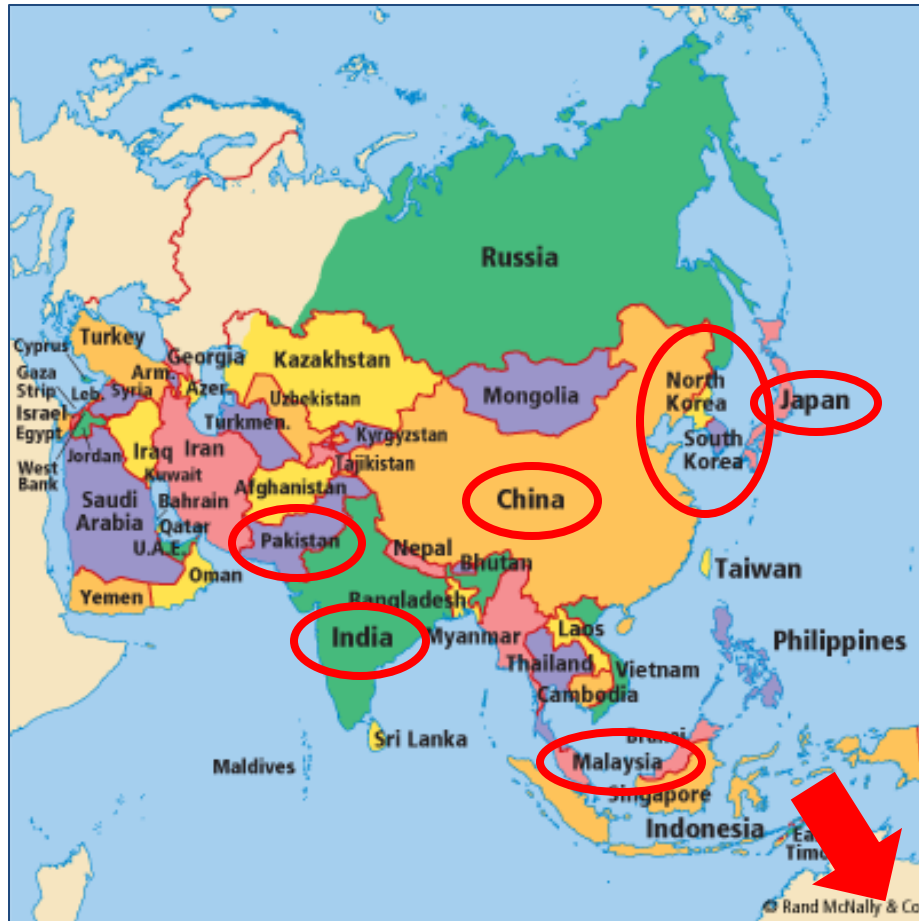 Russia
Cyprus
Turkey
Georgia
Gaza
Strip
Arm.
Azer.
Kazakhstan
North
Korea
Leb.
Syria
Uzbekistan
Mongolia
Japan
Israel
Turkmen.
Kyrgyzstan
South
Korea
Egypt
Jordan
Iraq
Iran
Tajikistan
West
Bank
Kuwait
Afghanistan
China
Saudi
Arabia
Bahrain
Qatar
Pakistan
U.A.E.
Nepal
Bhutan
Taiwan
Oman
Yemen
Bangladesh
India
Myanmar
Laos
Philippines
Thailand
Vietnam
Cambodia
Sri Lanka
Brunei
Maldives
Malaysia
Singapore
Indonesia
© Rand McNally & Co